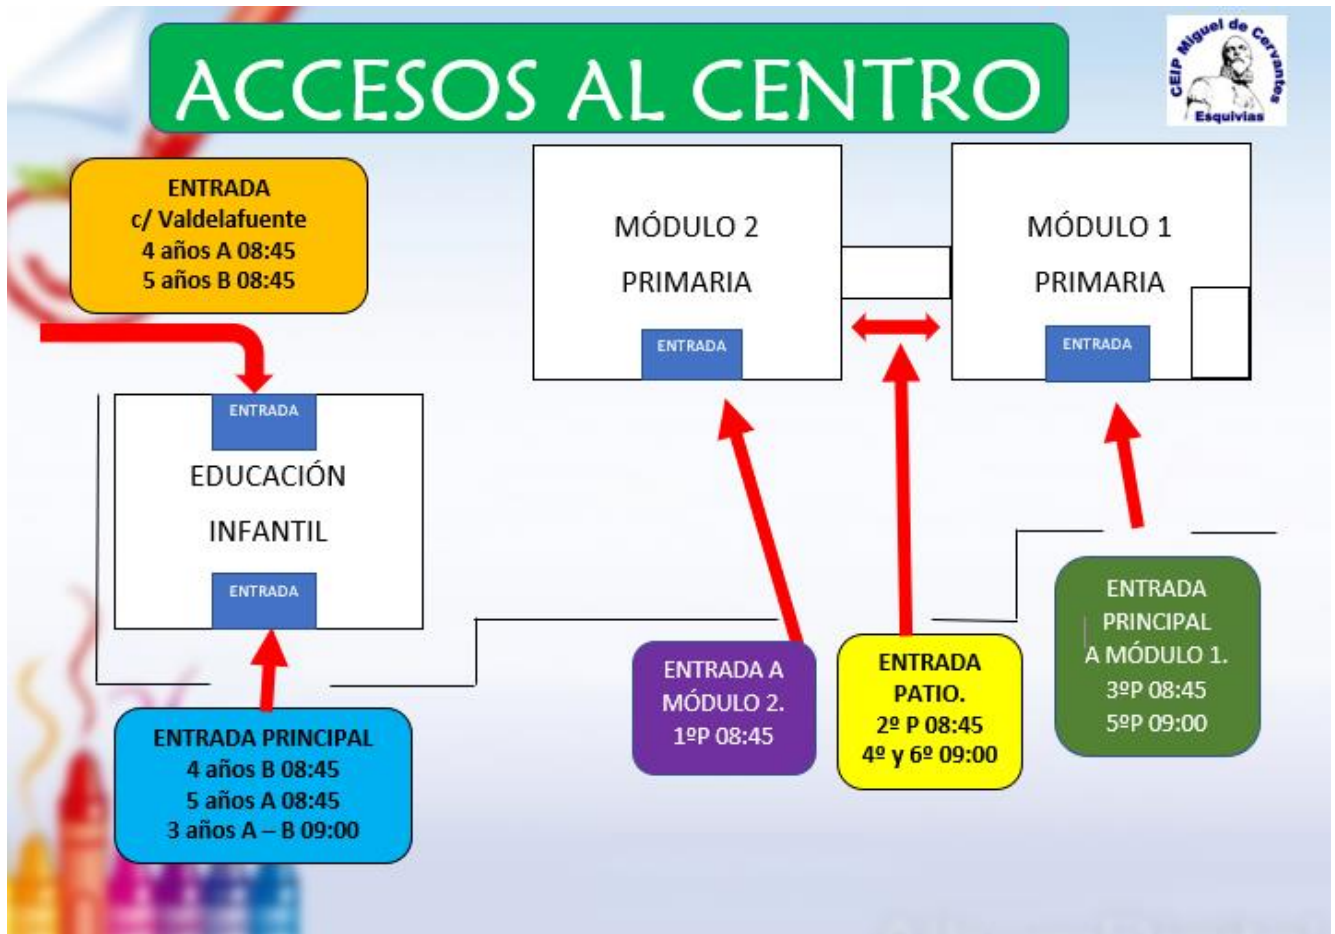 ACCESOS AL CENTRO
CEIP Miguel de Cervantes
Esquivias
ENTRADA
c/ Valdelafuente
4 años A 08:45
5 años B 08:45
MÓDULO 2
PRIMARIA
ENTRADA
MÓDULO 1
PRIMARIA
ENTRADA
ENTRADA
EDUCACIÓN
INFANTIL
ENTRADA
ENTRADA PRINCIPAL
4 años B 08:45
5 años A 08:45
3 años A – B 09:00
ENTRADA A
MÓDULO 2.
1ºP 08:45
ENTRADA
PATIO.
2º P 08:45
4º y 6º 09:00
ENTRADA
PRINCIPAL
A MÓDULO 1.
3ºP 08:45
5ºP 09:00